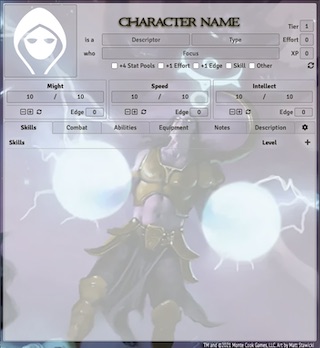 CHARACTER NAME
Tier 1
is a Descriptor Type Effort 0
who Focus XP 0
+4 Stat Pools +1 Effort +1 Edge Skill Other
Might Speed Intellect
10 / 10 10 / 10 10 / 10
Edge 0 Edge 0 Edge 0
Skills Combat Abilities Equipment Notes Description
Skills Level +
TM and ©2021 Monte Cook Games, LLC. Art by Matt Stawicki